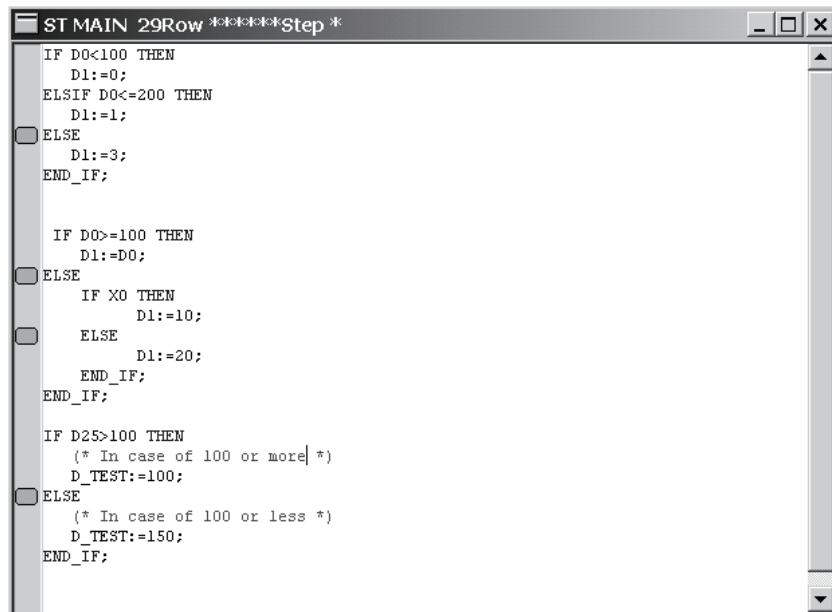 ST MAIN 29Row ******Step *
IF D0<100 THEN
D1:=0;
ELSIF D0<=200 THEN
D1:=1;
ELSE
D1:=3;
END_IF;
IF D0>=100 THEN
D1:=D0;
ELSE
IF X0 THEN
D1:=10;
ELSE
D1:=20;
END_IF;
END_IF;
IF D25>100 THEN
(* In case of 100 or more *)
D_TEST:=100;
ELSE
(* In case of 100 or less *)
D_TEST:=150;
END_IF;